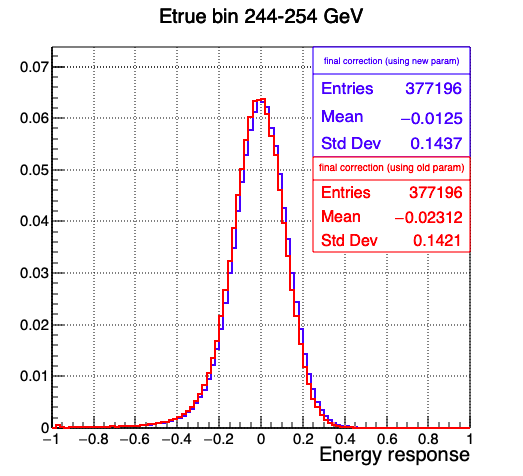 Etrue bin 244-254 GeV
final correction (using new param)
Entries 377196
Mean −0.0125
Std Dev 0.1437
final correction (using old param)
Entries 377196
Mean −0.02312
Std Dev 0.1421
0.07
0.06
0.05
0.04
0.03
0.02
0.01
0
−1 −0.8 −0.6 −0.4 −0.2 0 0.2 0.4 0.6 0.8 1
Energy response